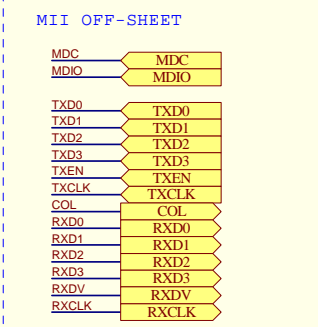 MII OFF-SHEET
MDC MDC
MDIO MDIO
TXD0 TXD0
TXD1 TXD1
TXD2 TXD2
TXD3 TXD3
TXEN TXEN
TXCLK TXCLK
COL COL
RXD0 RXD0
RXD1 RXD1
RXD2 RXD2
RXD3 RXD3
RXDV RXDV
RXCLK RXCLK